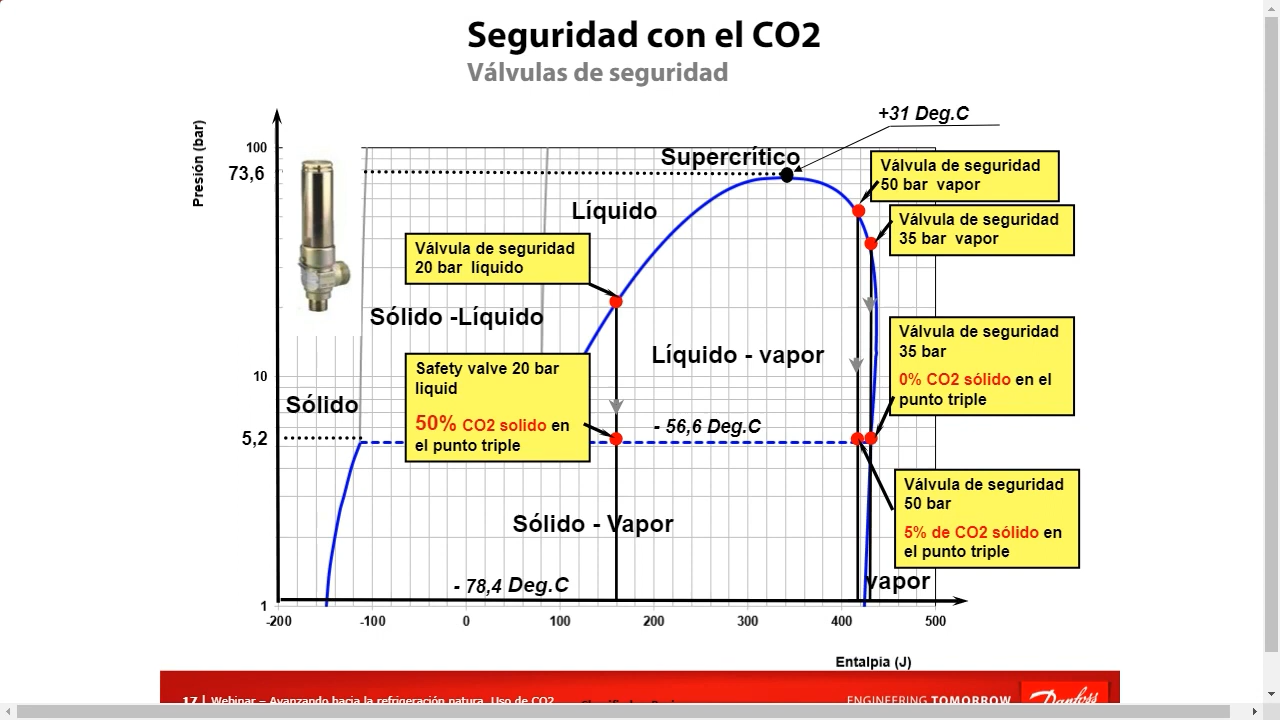 Seguridad con el CO2
Válvulas de seguridad
+31 Deg.C
Presión (bar)
100
73,6
10
5,2
1
Supercrítico
Válvula de seguridad
50 bar vapor
Líquido
Válvula de seguridad
35 bar vapor
Válvula de seguridad
20 bar líquido
Sólido -Líquido
Líquido - vapor
Válvula de seguridad
35 bar
0% CO2 sólido en el
punto triple
Safety valve 20 bar
liquid
50% CO2 solido en
el punto triple
Sólido
- 56,6 Deg.C
Válvula de seguridad
50 bar
5% de CO2 sólido en
el punto triple
Sólido - Vapor
- 78,4 Deg.C
vapor
-200 -100 0 100 200 300 400 500
Entalpia (J)
17 | Webinar – Avanzando hacia la refrigeración natura Uso de CO2
ENGINEERING TOMORROW
Danfoss